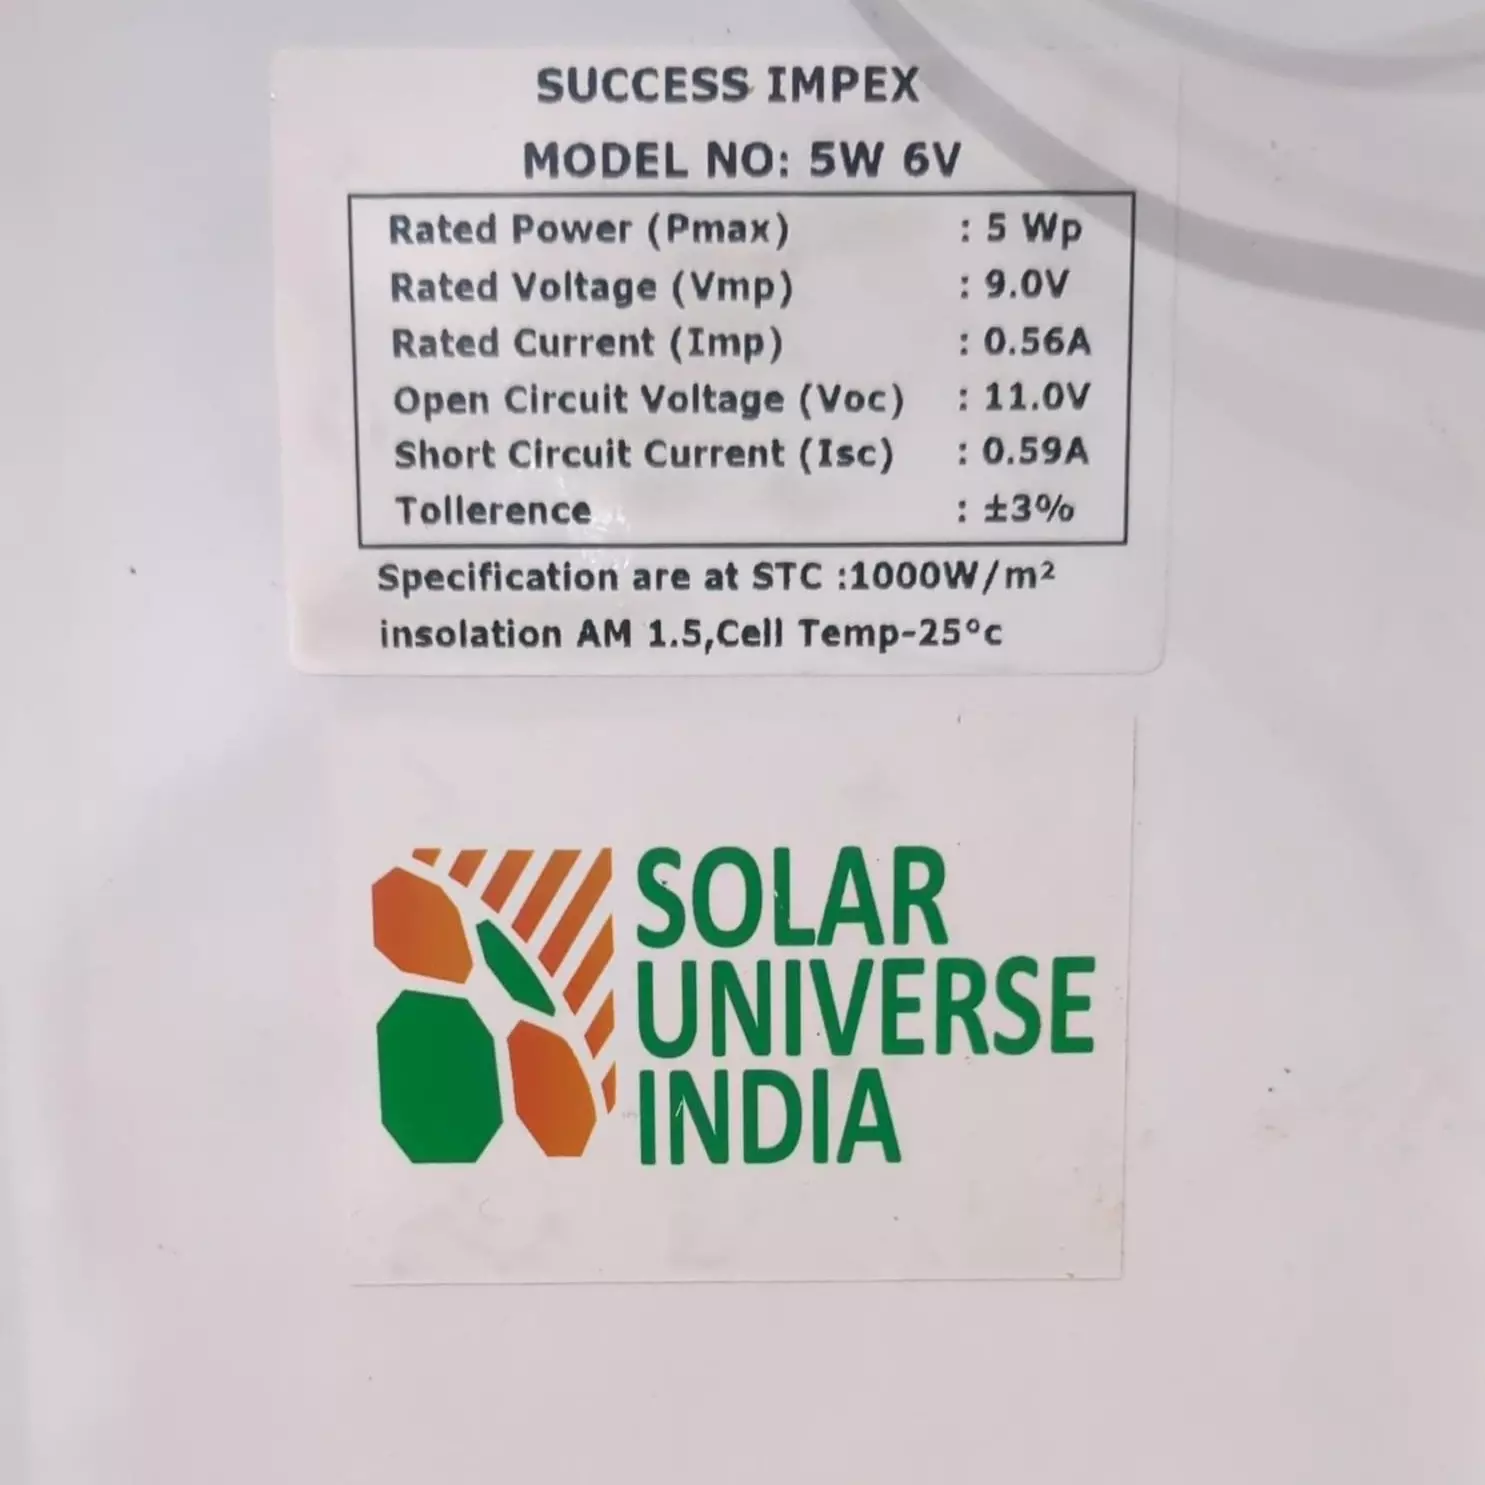 SUCCESS IMPEX
MODEL NO: 5W 6V
Rated Power (Pmax) : 5 Wp
Rated Voltage (Vmp) : 9.0V
Rated Current (Imp) : 0.56A
Open Circuit Voltage (Voc) : 11.0V
Short Circuit Current (Isc) : 0.59A
Tollerence : ±3%
Specification are at STC :1000W/m²
insolation AM 1.5,Cell Temp-25°c
SOLAR
UNIVERSE
INDIA